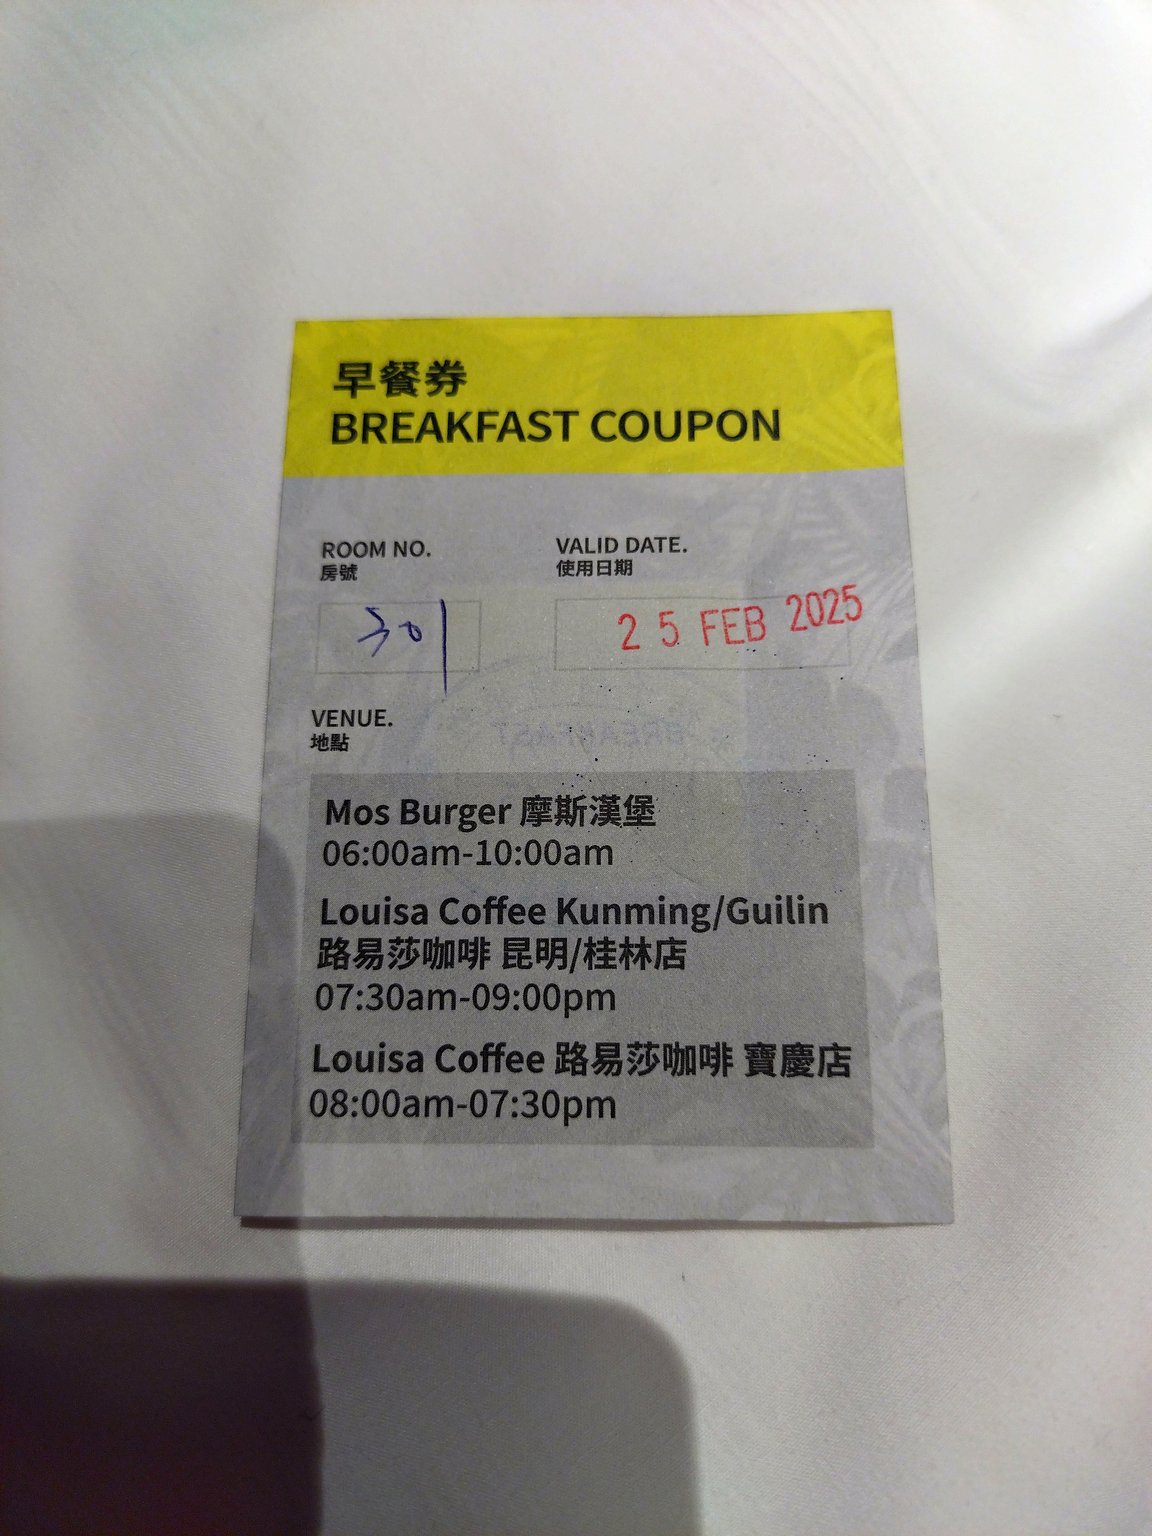 早餐券
BREAKFAST COUPON
ROOM NO.
房號
301
VALID DATE.
使用日期
25 FEB 2025
VENUE.
地點
Mos Burger 摩斯漢堡
06:00am-10:00am
Louisa Coffee Kunming/Guilin
路易莎咖啡 昆明/桂林店
07:30am-09:00pm
Louisa Coffee 路易莎咖啡 寶慶店
08:00am-07:30pm